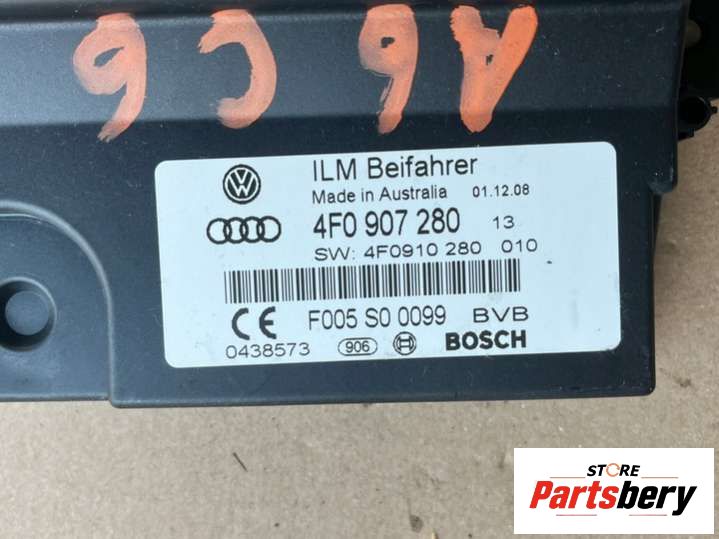 A6 C6
ILM Beifahrer
Made in Australia 01.12.08
4F0 907 280 13
SW: 4F0910 280 010
CE F005 S0 0099 BVB
0438573 906 BOSCH
STORE
Partsbery